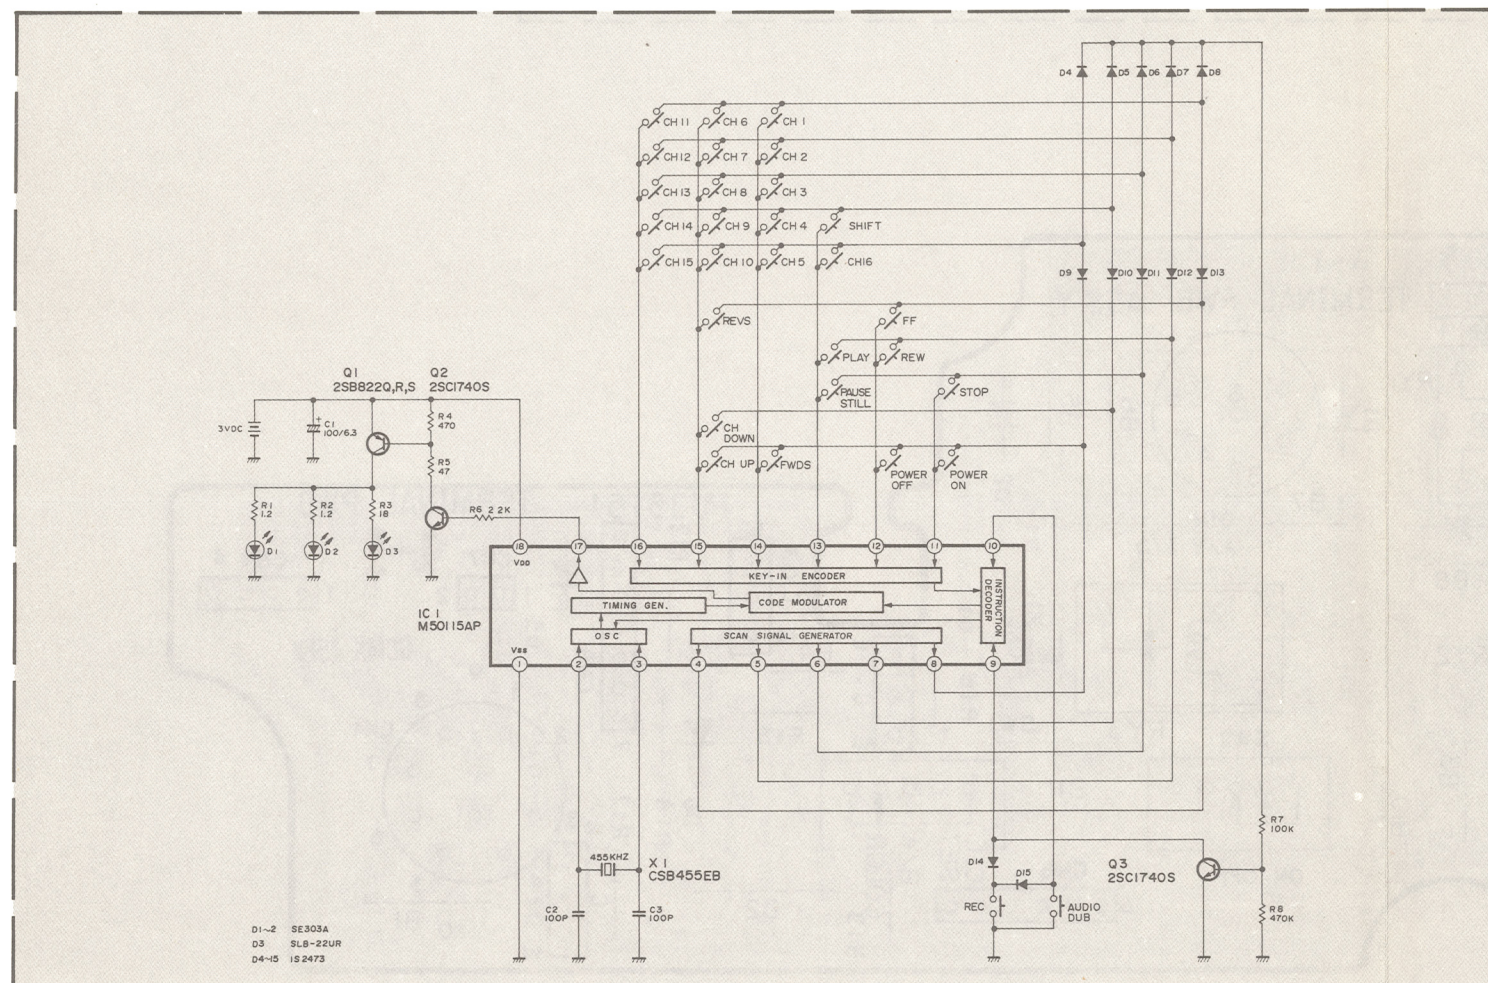 D4 D5 D6 D7 D8
CH 11 CH 6 CH 1
CH 12 CH 7 CH 2
CH 13 CH 8 CH 3
CH 14 CH 9 CH 4 SHIFT
CH 15 CH 10 CH 5 CH16
D9 D10 D11 D12 D13
REVS FF
PLAY REW
Q1 Q2
2SB822Q,R,S 2SC1740S
PAUSE STOP
STILL
3VDC
C1
100/6.3
+
R4
470
CH
DOWN
R5
47
CH UP FWDS
POWER
OFF
POWER
ON
R1
1.2
R2
1.2
R3
18
R6 2.2K
D1 D2 D3
18 17 16 15 14 13 12 11 10
VDD
KEY-IN ENCODER
INSTRUCTION
DECODER
TIMING GEN.
CODE MODULATOR
IC 1
M50115AP
OSC
SCAN SIGNAL GENERATOR
VSS
1 2 3 4 5 6 7 8 9
R7
100K
455KHZ
X 1
CSB455EB
D14
D15
Q3
2SC1740S
C2
100P
C3
100P
REC
AUDIO
DUB
R8
470K
D1~2 SE303A
D3 SLB-22UR
D4~15 1S2473